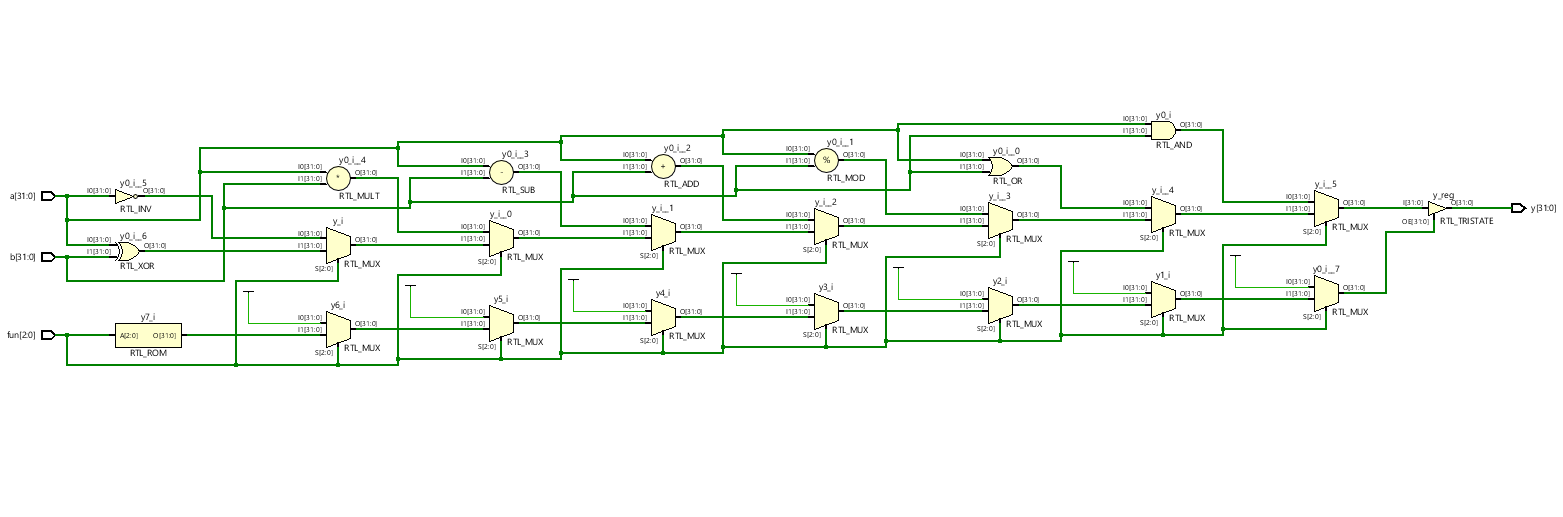 a[31:0]
b[31:0]
fun[2:0]
y0_i__5
I0[31:0] O[31:0]
RTL_INV
y0_i__6
I0[31:0]
I1[31:0] O[31:0]
RTL_XOR
y7_i
A[2:0] O[31:0]
RTL_ROM
y0_i__4
I0[31:0]
I1[31:0] O[31:0]
*
RTL_MULT
y_i
I0[31:0]
I1[31:0] O[31:0]
S[2:0]
RTL_MUX
y6_i
I0[31:0]
I1[31:0] O[31:0]
S[2:0]
RTL_MUX
y0_i__3
I0[31:0]
I1[31:0] O[31:0]
-
RTL_SUB
y_i__0
I0[31:0]
I1[31:0] O[31:0]
S[2:0]
RTL_MUX
y5_i
I0[31:0]
I1[31:0] O[31:0]
S[2:0]
RTL_MUX
y0_i__2
I0[31:0]
I1[31:0] O[31:0]
+
RTL_ADD
y_i__1
I0[31:0]
I1[31:0] O[31:0]
S[2:0]
RTL_MUX
y4_i
I0[31:0]
I1[31:0] O[31:0]
S[2:0]
RTL_MUX
y0_i__1
I0[31:0]
I1[31:0] O[31:0]
%
RTL_MOD
y_i__2
I0[31:0]
I1[31:0] O[31:0]
S[2:0]
RTL_MUX
y3_i
I0[31:0]
I1[31:0] O[31:0]
S[2:0]
RTL_MUX
y0_i__0
I0[31:0]
I1[31:0] O[31:0]
RTL_OR
y_i__3
I0[31:0]
I1[31:0] O[31:0]
S[2:0]
RTL_MUX
y2_i
I0[31:0]
I1[31:0] O[31:0]
S[2:0]
RTL_MUX
y0_i
I0[31:0]
I1[31:0] O[31:0]
RTL_AND
y_i__4
I0[31:0]
I1[31:0] O[31:0]
S[2:0]
RTL_MUX
y1_i
I0[31:0]
I1[31:0] O[31:0]
S[2:0]
RTL_MUX
y_i__5
I0[31:0]
I1[31:0] O[31:0]
S[2:0]
RTL_MUX
y0_i__7
I0[31:0]
I1[31:0] O[31:0]
S[2:0]
RTL_MUX
y_reg
I[31:0] O[31:0]
OE[31:0]
RTL_TRISTATE
y[31:0]